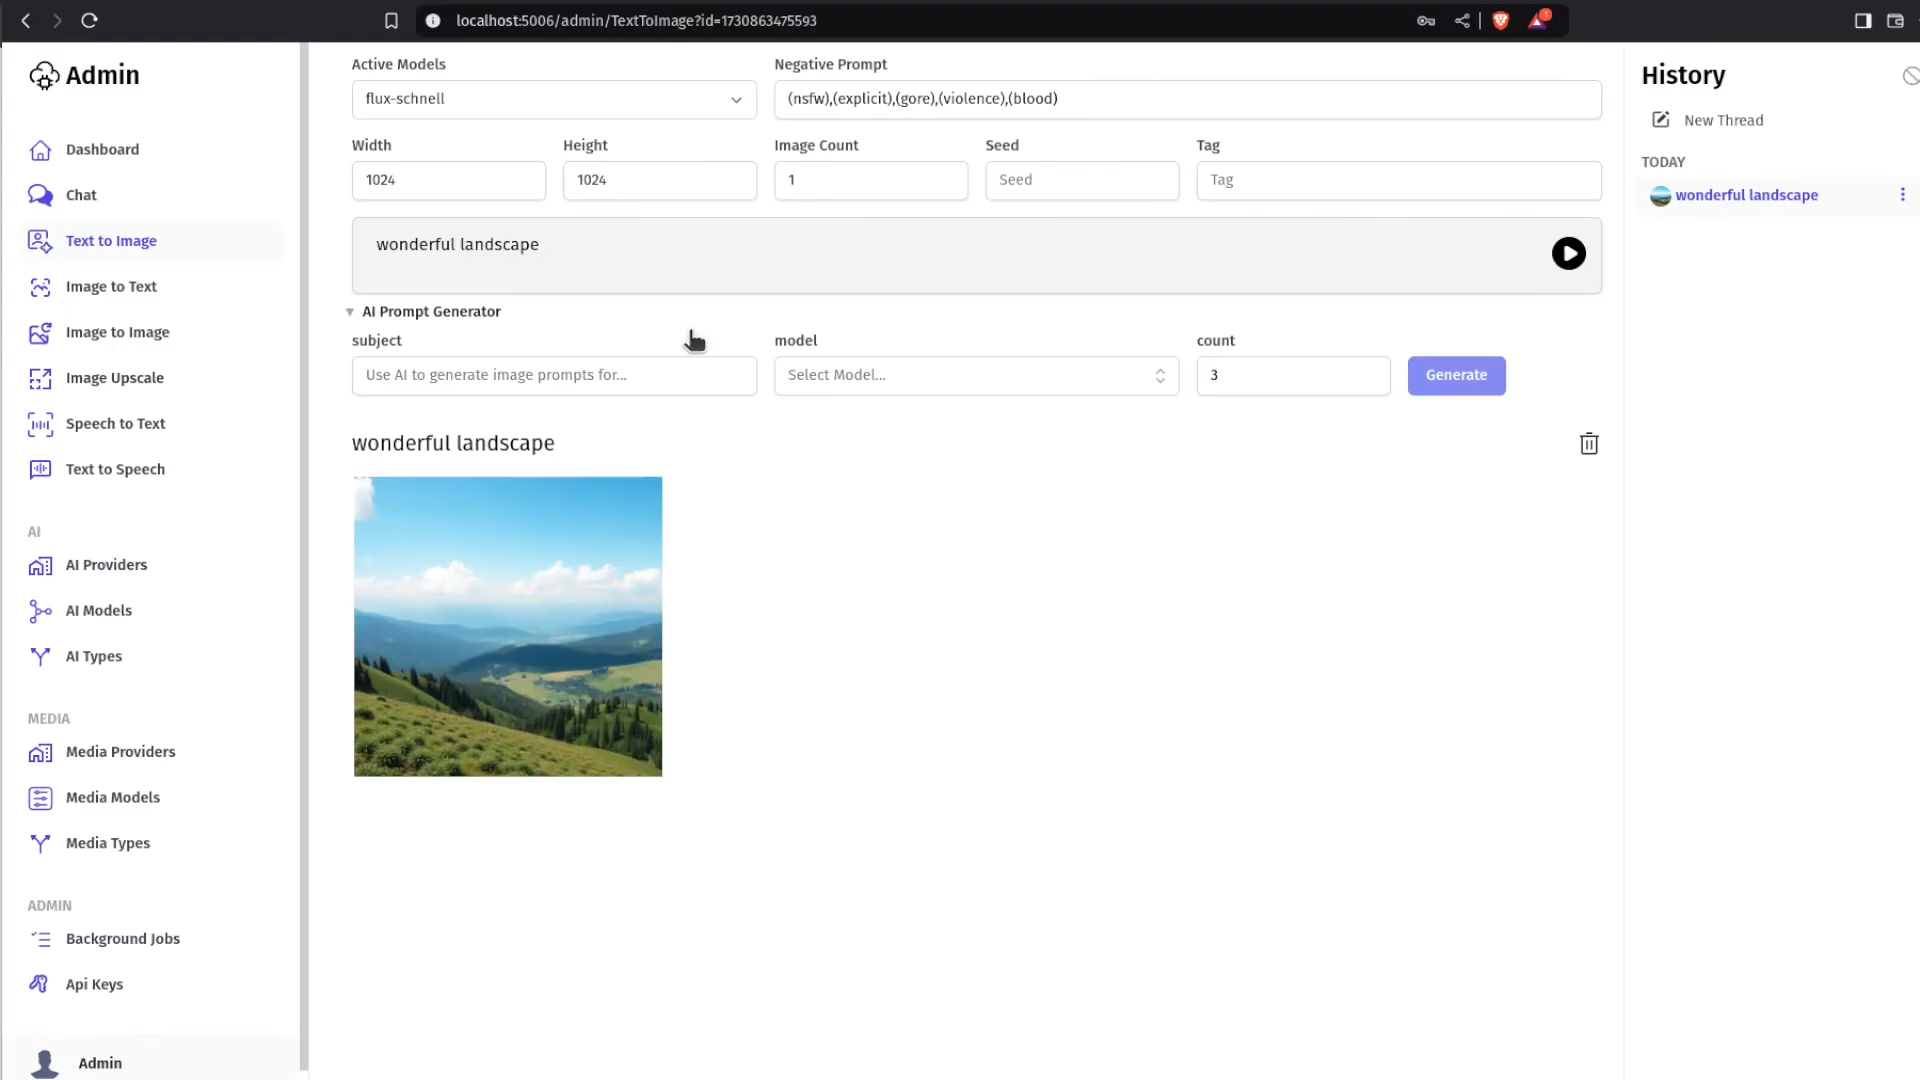 localhost:5006/admin/TextToImage?id=1730863475593
1
Admin
Dashboard
Chat
Text to Image
Image to Text
Image to Image
Image Upscale
Speech to Text
Text to Speech
AI
AI Providers
AI Models
AI Types
MEDIA
Media Providers
Media Models
Media Types
ADMIN
Background Jobs
Api Keys
Admin
Active Models
Negative Prompt
flux-schnell
(nsfw),(explicit),(gore),(violence),(blood)
Width
Height
Image Count
Seed
Tag
1024
1024
1
Seed
Tag
wonderful landscape
AI Prompt Generator
subject
model
count
Use AI to generate image prompts for...
Select Model...
3
Generate
wonderful landscape
History
New Thread
TODAY
wonderful landscape